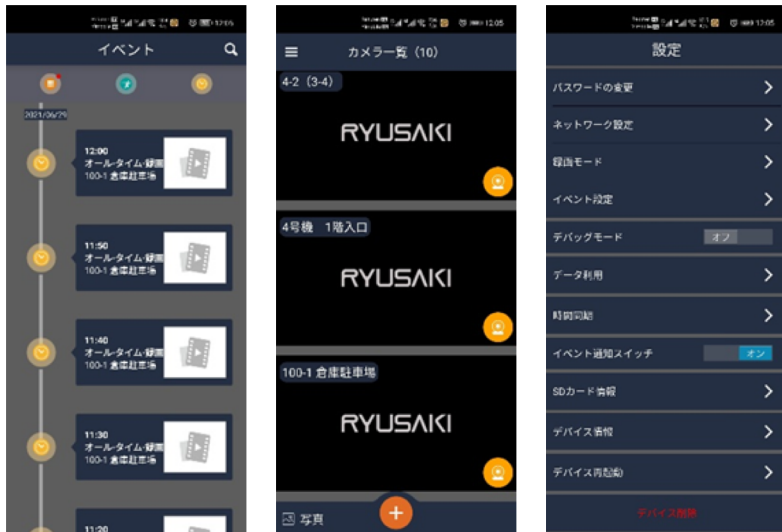 12:05
イベント
2021/06/29
12:00
オール·タイム·録画
100-1 倉庫駐車場
11:50
オール·タイム·録画
100-1 倉庫駐車場
11:40
オール·タイム·録画
100-1 倉庫駐車場
11:30
オール·タイム·録画
100-1 倉庫駐車場
11:20
12:05
カメラ一覧（10）
4-2（3-4）
RYUSAKI
4号機　1階入口
RYUSAKI
100-1 倉庫駐車場
RYUSAKI
写真
12:05
設定
パスワードの変更
ネットワーク設定
録画モード
イベント設定
デバッグモード
オフ
データ利用
時間同期
イベント通知スイッチ
オン
SDカード情報
デバイス情報
デバイス再起動
デバイス削除